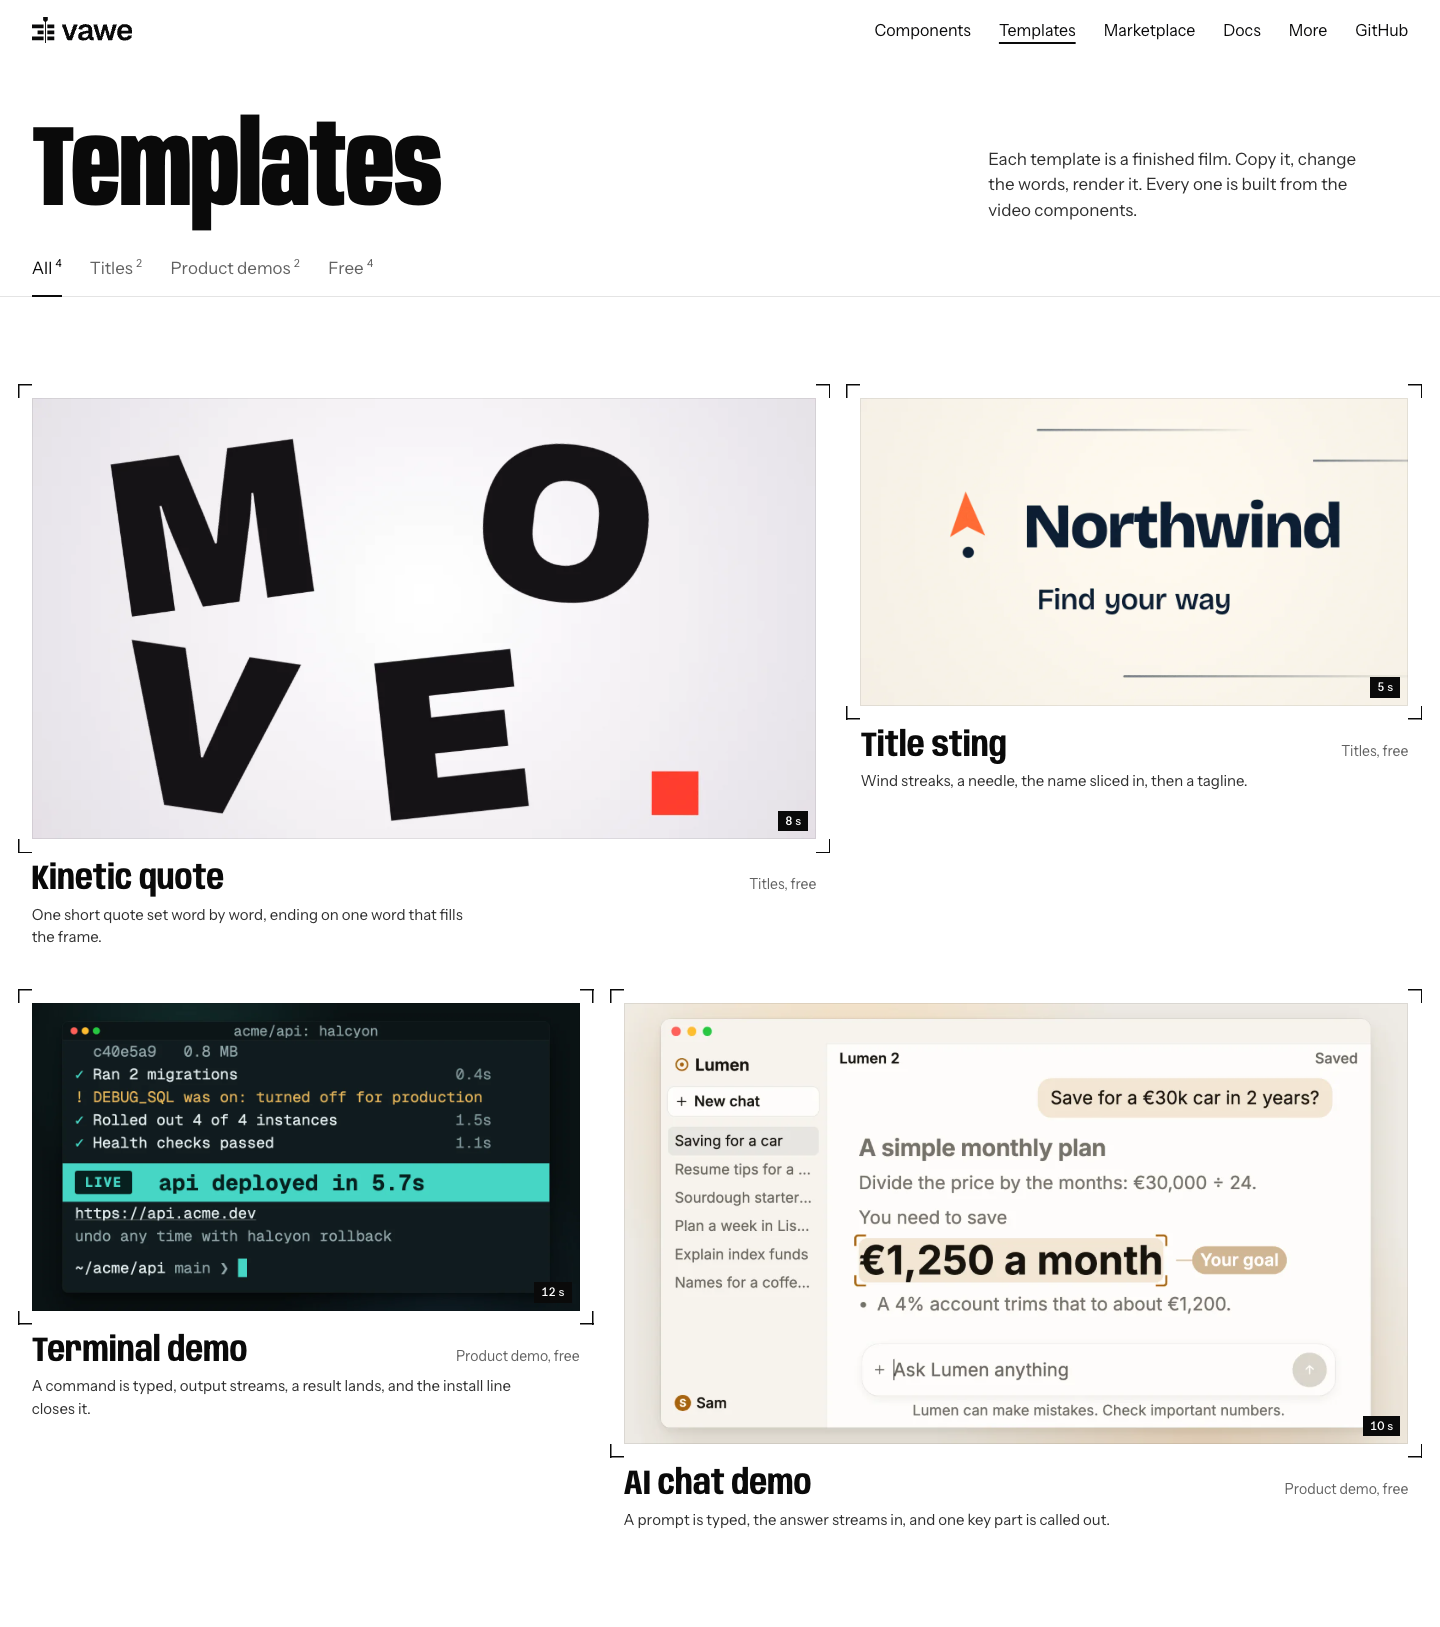 vawe
Components Templates Marketplace Docs More GitHub
Templates
Each template is a finished film. Copy it, change
the words, render it. Every one is built from the
video components.
All 4 Titles 2 Product demos 2 Free 4
M O
V E
8 s
Kinetic quote
Titles, free
One short quote set word by word, ending on one word that fills
the frame.
Northwind
Find your way
5 s
Title sting
Titles, free
Wind streaks, a needle, the name sliced in, then a tagline.
acme/api: halcyon
c40e5a9 0.8 MB
✓ Ran 2 migrations 0.4s
! DEBUG_SQL was on: turned off for production
✓ Rolled out 4 of 4 instances 1.5s
✓ Health checks passed 1.1s
LIVE api deployed in 5.7s
https://api.acme.dev
undo any time with halcyon rollback
~/acme/api main ❯
12 s
Terminal demo
Product demo, free
A command is typed, output streams, a result lands, and the install line
closes it.
Lumen
+ New chat
Saving for a car
Resume tips for a ...
Sourdough starter...
Plan a week in Lis...
Explain index funds
Names for a coffe...
S Sam
Lumen 2 Saved
Save for a €30k car in 2 years?
A simple monthly plan
Divide the price by the months: €30,000 ÷ 24.
You need to save
€1,250 a month
Your goal
• A 4% account trims that to about €1,200.
+ Ask Lumen anything
Lumen can make mistakes. Check important numbers.
10 s
AI chat demo
Product demo, free
A prompt is typed, the answer streams in, and one key part is called out.